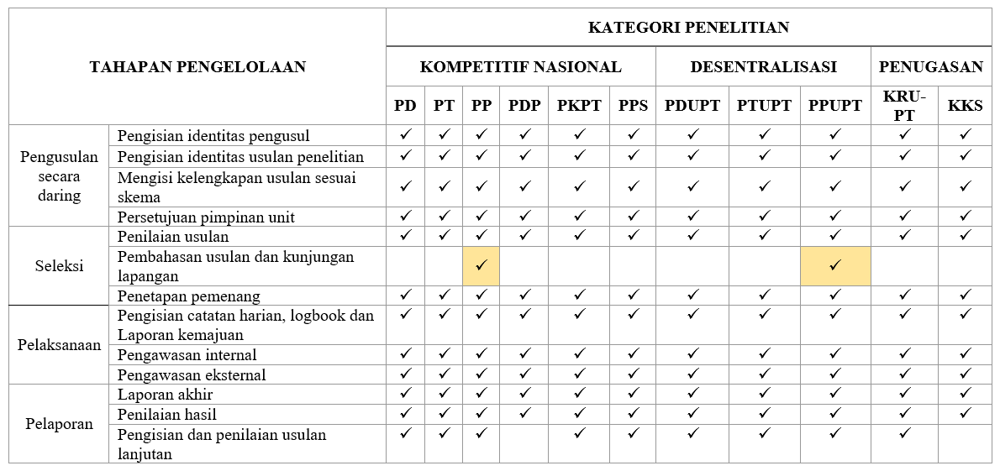 TAHAPAN PENGELOLAAN
KATEGORI PENELITIAN
KOMPETITIF NASIONAL DESENTRALISASI PENUGASAN
PD PT PP PDP PKPT PPS PDUPT PTUPT PPUPT KRU-
PT KKS
Pengusulan
secara
daring
Pengisian identitas pengusul ✓ ✓ ✓ ✓ ✓ ✓ ✓ ✓ ✓ ✓ ✓
Pengisian identitas usulan penelitian ✓ ✓ ✓ ✓ ✓ ✓ ✓ ✓ ✓ ✓ ✓
Mengisi kelengkapan usulan sesuai
skema ✓ ✓ ✓ ✓ ✓ ✓ ✓ ✓ ✓ ✓ ✓
Persetujuan pimpinan unit ✓ ✓ ✓ ✓ ✓ ✓ ✓ ✓ ✓ ✓ ✓
Seleksi
Penilaian usulan ✓ ✓ ✓ ✓ ✓ ✓ ✓ ✓ ✓ ✓ ✓
Pembahasan usulan dan kunjungan
lapangan ✓ ✓
Penetapan pemenang ✓ ✓ ✓ ✓ ✓ ✓ ✓ ✓ ✓ ✓ ✓
Pelaksanaan
Pengisian catatan harian, logbook dan ✓ ✓ ✓ ✓ ✓ ✓ ✓ ✓ ✓ ✓ ✓
Laporan kemajuan
Pengawasan internal ✓ ✓ ✓ ✓ ✓ ✓ ✓ ✓ ✓ ✓ ✓
Pengawasan eksternal ✓ ✓ ✓ ✓ ✓ ✓ ✓ ✓ ✓ ✓ ✓
Pelaporan
Laporan akhir ✓ ✓ ✓ ✓ ✓ ✓ ✓ ✓ ✓ ✓ ✓
Penilaian hasil ✓ ✓ ✓ ✓ ✓ ✓ ✓ ✓ ✓ ✓ ✓
Pengisian dan penilaian usulan ✓ ✓ ✓ ✓ ✓ ✓ ✓ ✓ ✓
lanjutan